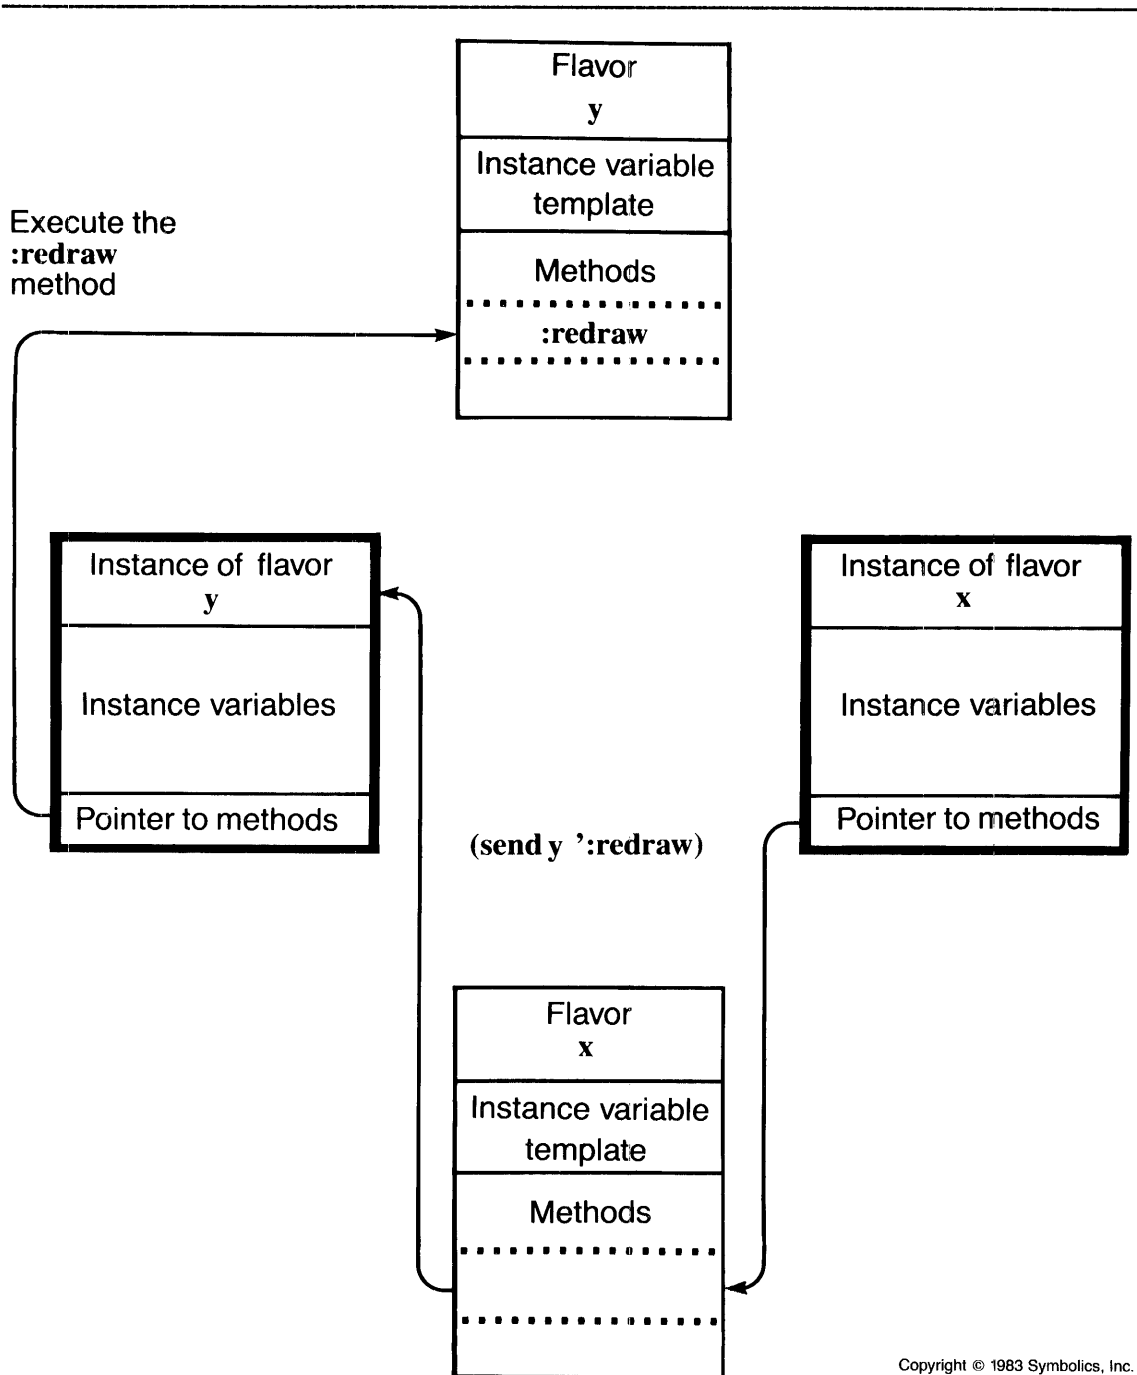 Flavor
y
Instance variable
template
Methods
:redraw
Execute the
:redraw
method
Instance of flavor
y
Instance variables
Pointer to methods
Instance of flavor
x
Instance variables
Pointer to methods
(send y ':redraw)
Flavor
x
Instance variable
template
Methods
Copyright © 1983 Symbolics, Inc.